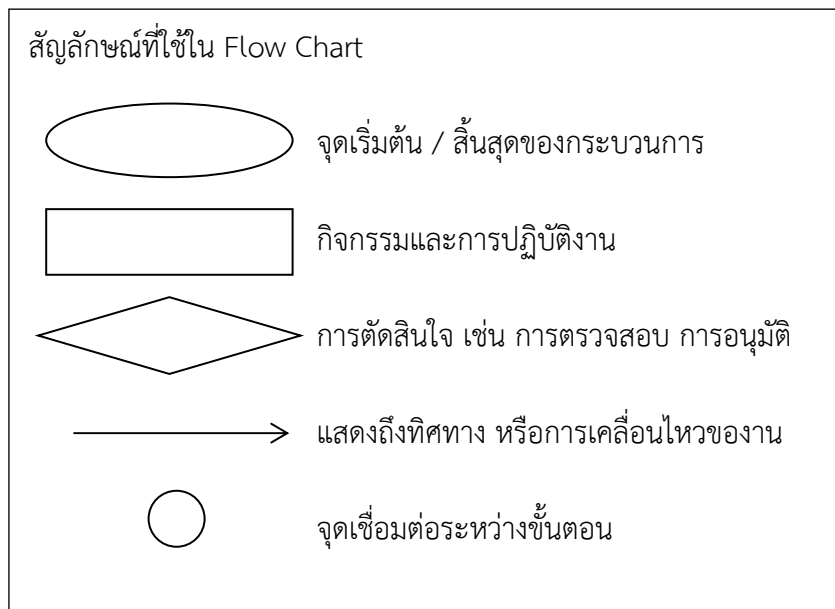 สัญลักษณ์ที่ใช้ใน Flow Chart
จุดเริ่มต้น / สิ้นสุดของกระบวนการ
กิจกรรมและการปฏิบัติงาน
การตัดสินใจ เช่น การตรวจสอบ การอนุมัติ
แสดงถึงทิศทาง หรือการเคลื่อนไหวของงาน
จุดเชื่อมต่อระหว่างขั้นตอน